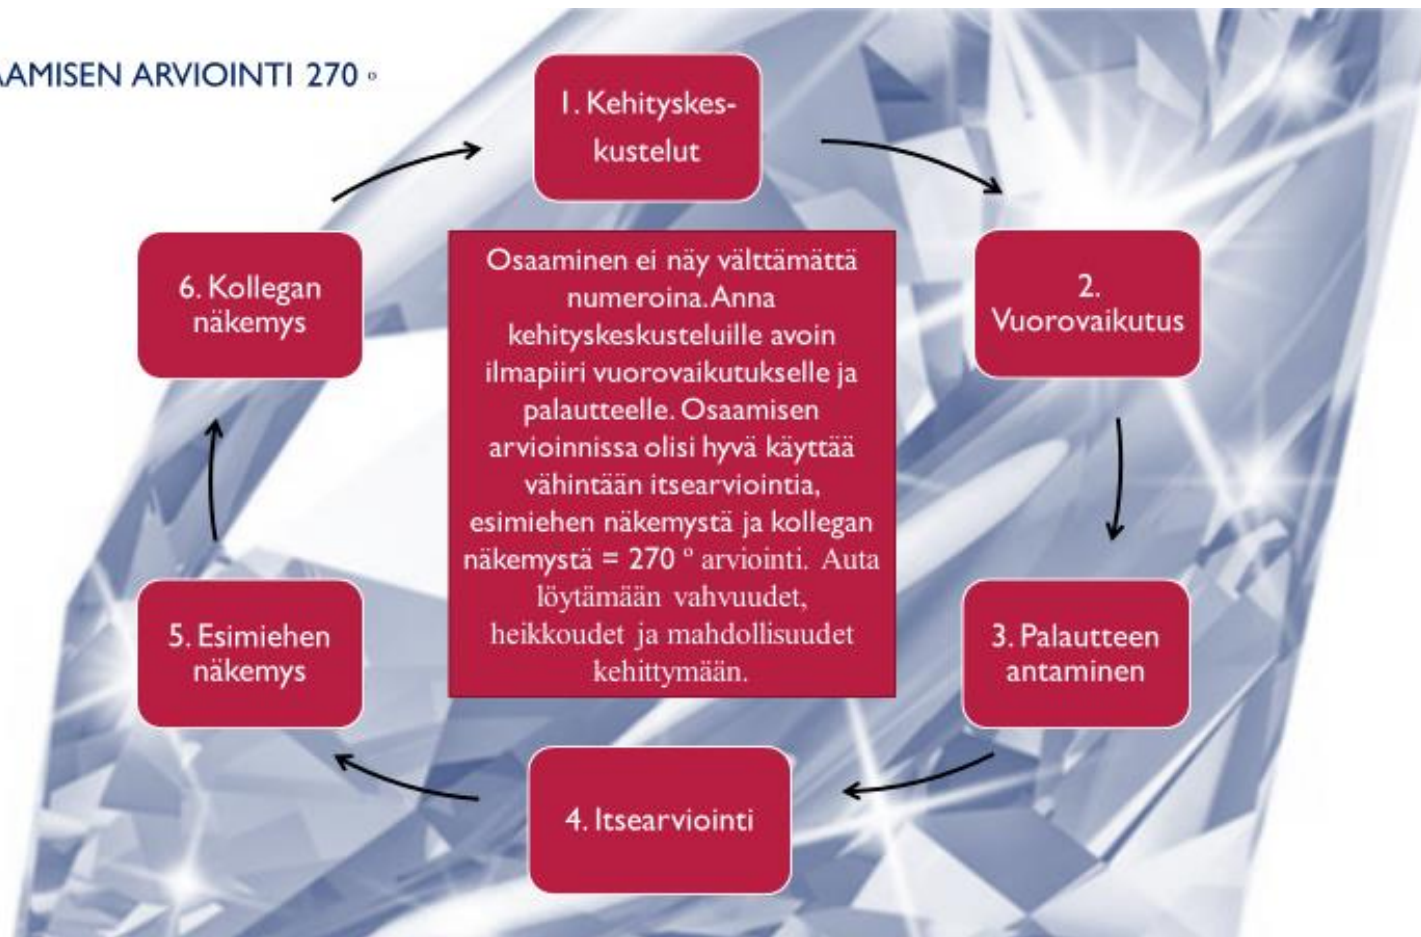 AAMISEN ARVIOINTI 270 º
1. Kehityskes-
kustelut
2.
Vuorovaikutus
3. Palautteen
antaminen
4. Itsearviointi
5. Esimiehen
näkemys
6. Kollegan
näkemys
Osaaminen ei näy välttämättä
numeroina. Anna
kehityskeskusteluille avoin
ilmapiiri vuorovaikutukselle ja
palautteelle. Osaamisen
arvioinnissa olisi hyvä käyttää
vähintään itsearviointia,
esimiehen näkemystä ja kollegan
näkemystä = 270 º arviointi. Auta
löytämään vahvuudet,
heikkoudet ja mahdollisuudet
kehittymään.